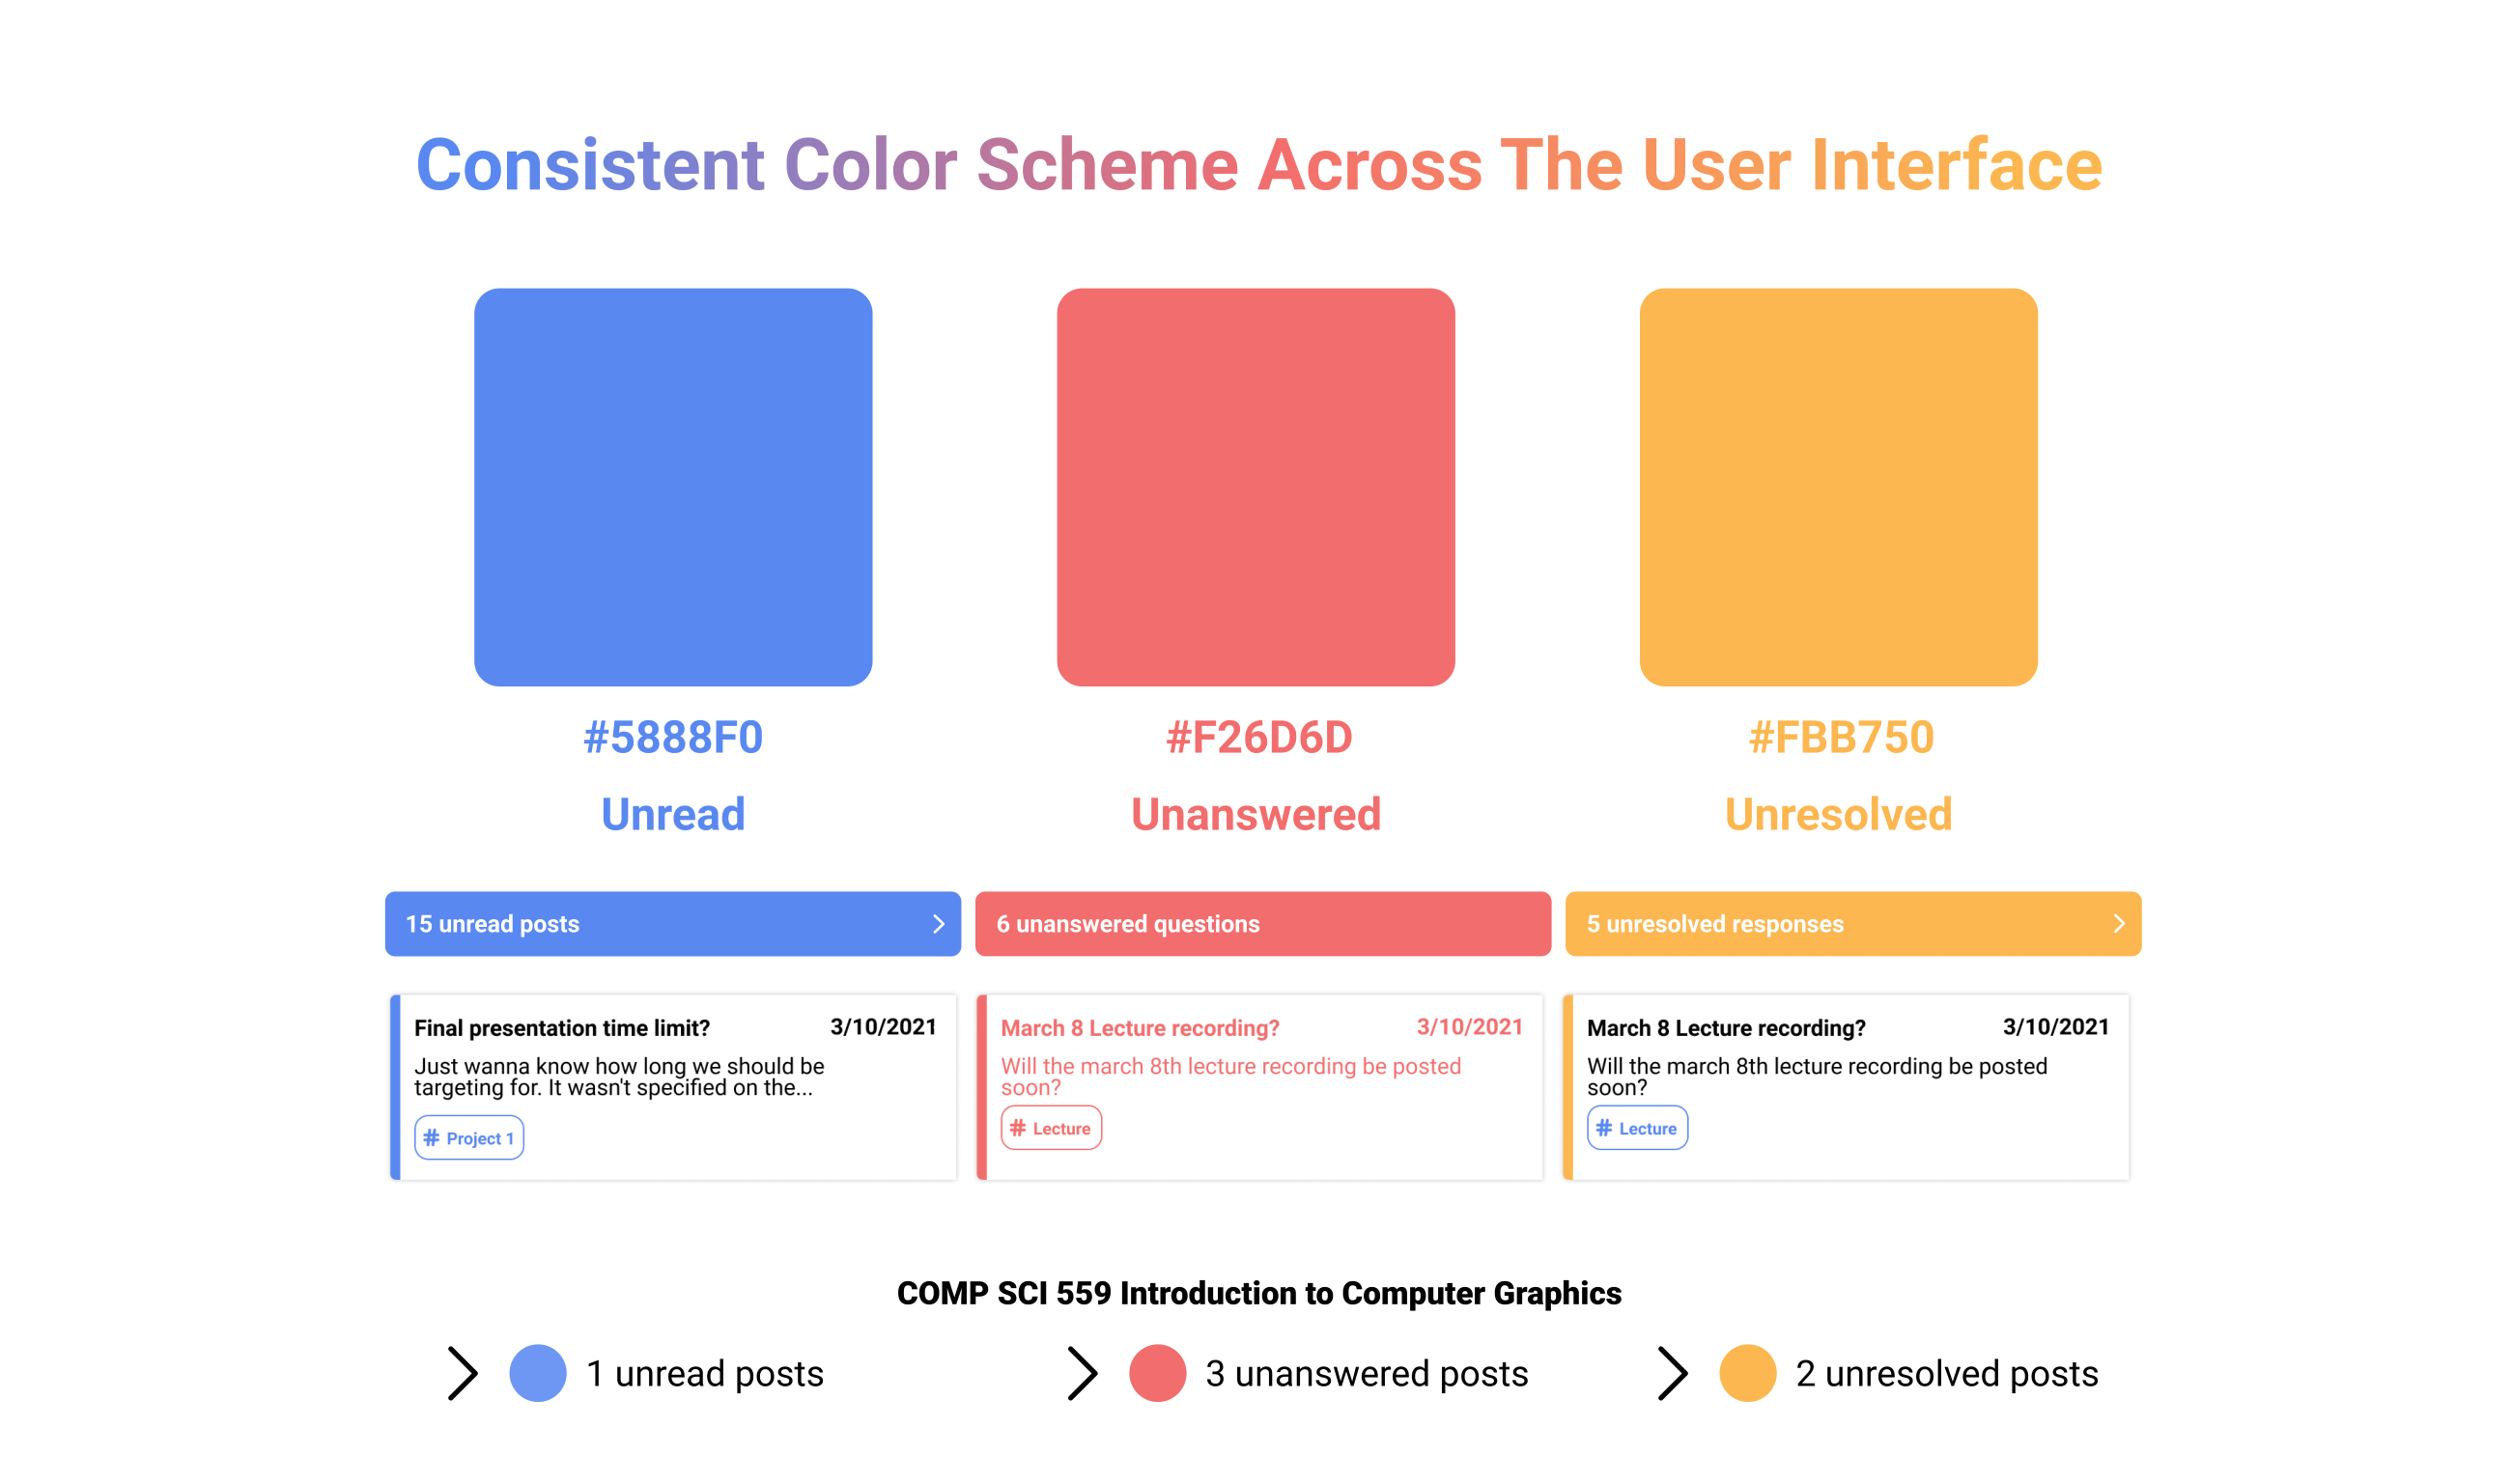 Consistent Color Scheme Across The User Interface
#5888F0
#F26D6D
#FBB750
Unread
Unanswered
Unresolved
15 unread posts
6 unanswered questions
5 unresolved responses
Final presentation time limit? 3/10/2021
Just wanna know how long we should be
targeting for. It wasn't specified on the...
# Project 1
March 8 Lecture recording? 3/10/2021
Will the march 8th lecture recording be posted
soon?
# Lecture
March 8 Lecture recording? 3/10/2021
Will the march 8th lecture recording be posted
soon?
# Lecture
COMP SCI 559 Introduction to Computer Graphics
1 unread posts
3 unanswered posts
2 unresolved posts